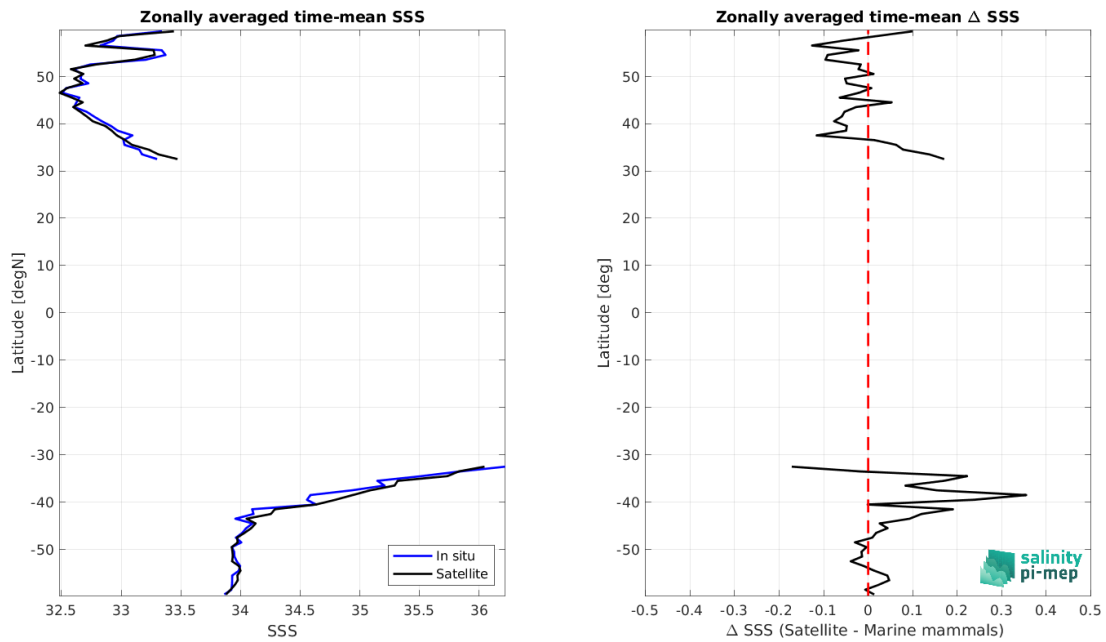 Zonally averaged time-mean SSS
Latitude [degN]
50
40
30
20
10
0
-10
-20
-30
-40
-50
32.5 33 33.5 34 34.5 35 35.5 36
SSS
In situ
Satellite
Zonally averaged time-mean Δ SSS
Latitude [deg]
50
40
30
20
10
0
-10
-20
-30
-40
-50
-0.5 -0.4 -0.3 -0.2 -0.1 0 0.1 0.2 0.3 0.4 0.5
Δ SSS (Satellite - Marine mammals)
salinity
pi-mep